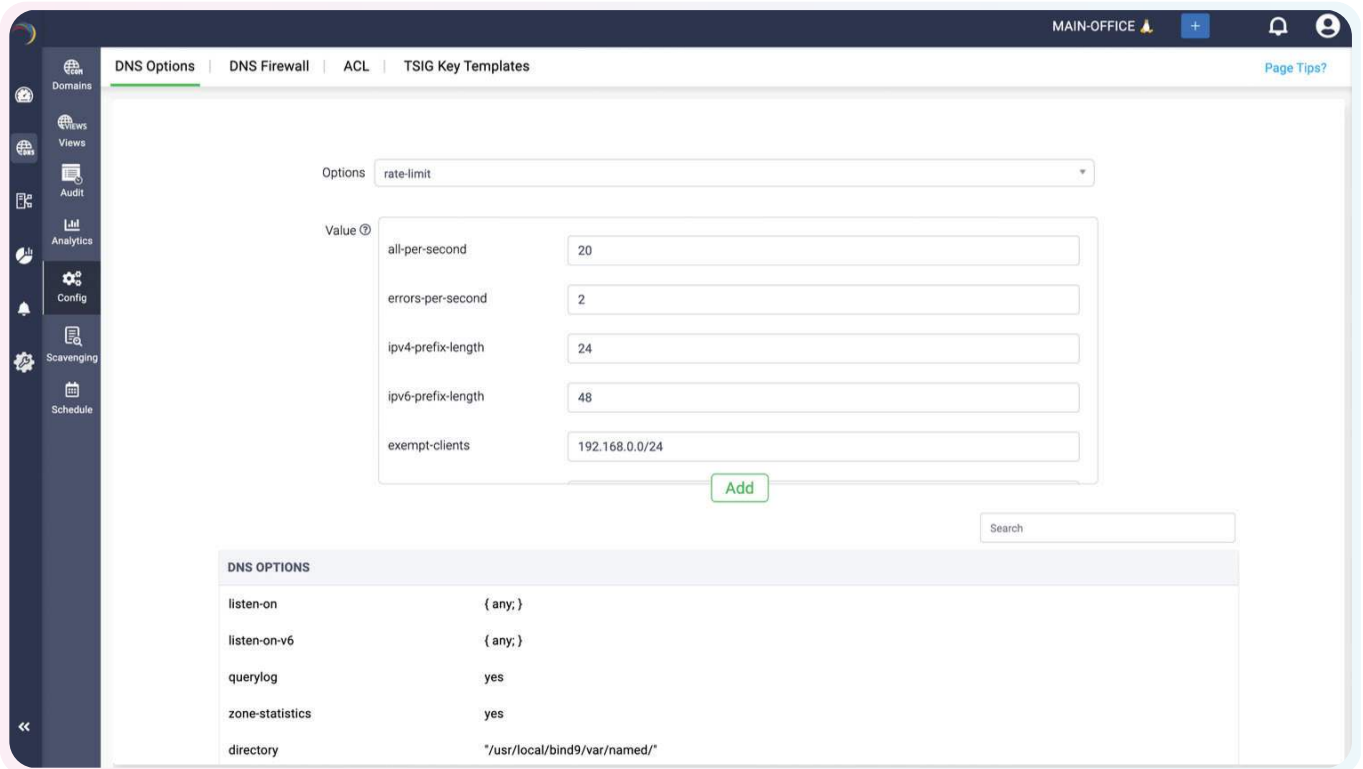 MAIN-OFFICE
+
DNS Options | DNS Firewall | ACL | TSIG Key Templates
Page Tips?
.COM
Domains
VIEWS
Views
DNS
Audit
Analytics
Config
Scavenging
Schedule
Options rate-limit
Value
all-per-second 20
errors-per-second 2
ipv4-prefix-length 24
ipv6-prefix-length 48
exempt-clients 192.168.0.0/24
Add
Search
DNS OPTIONS
listen-on { any; }
listen-on-v6 { any; }
querylog yes
zone-statistics yes
directory "/usr/local/bind9/var/named/"